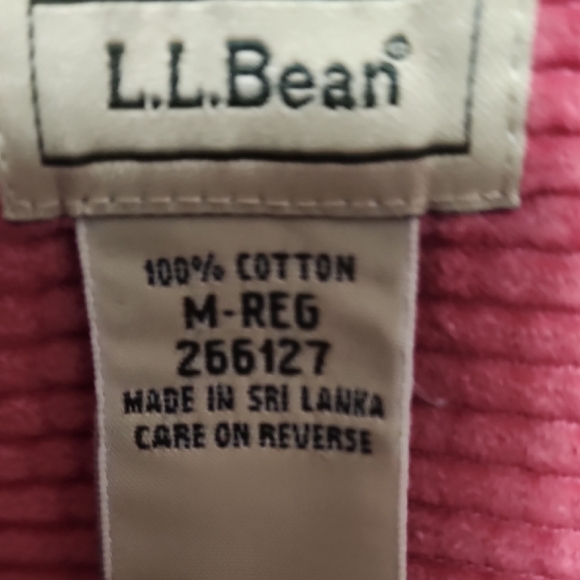 L.L.Bean®
100% COTTON
M-REG
266127
MADE IN SRI LANKA
CARE ON REVERSE